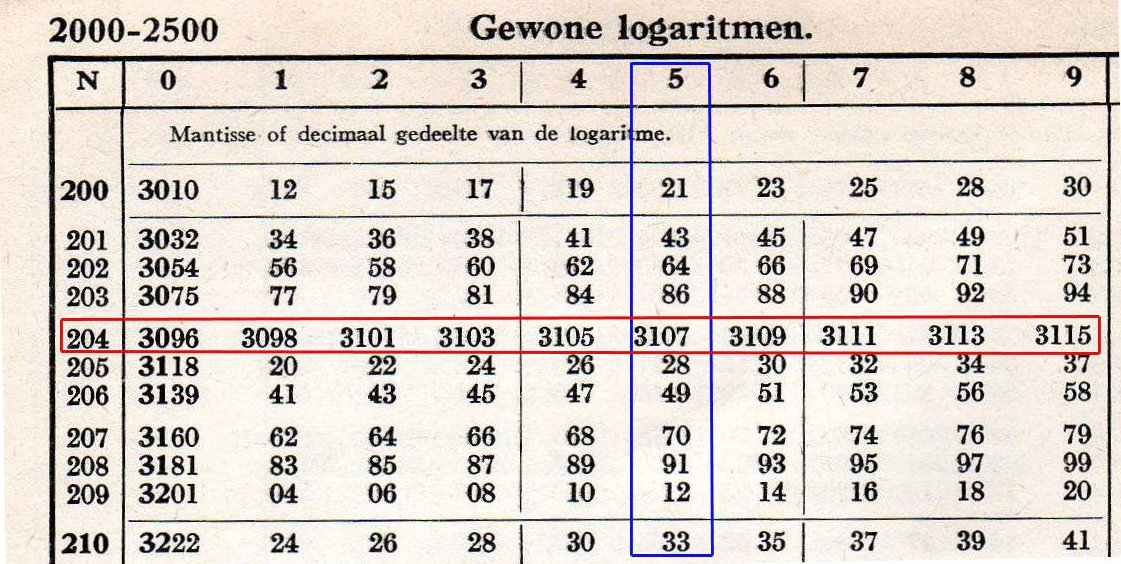 2000-2500 Gewone logaritmen.
N 0 1 2 3 4 5 6 7 8 9
Mantisse of decimaal gedeelte van de logaritme.
200 3010 12 15 17 19 21 23 25 28 30
201 3032 34 36 38 41 43 45 47 49 51
202 3054 56 58 60 62 64 66 69 71 73
203 3075 77 79 81 84 86 88 90 92 94
204 3096 3098 3101 3103 3105 3107 3109 3111 3113 3115
205 3118 20 22 24 26 28 30 32 34 37
206 3139 41 43 45 47 49 51 53 56 58
207 3160 62 64 66 68 70 72 74 76 79
208 3181 83 85 87 89 91 93 95 97 99
209 3201 04 06 08 10 12 14 16 18 20
210 3222 24 26 28 30 33 35 37 39 41